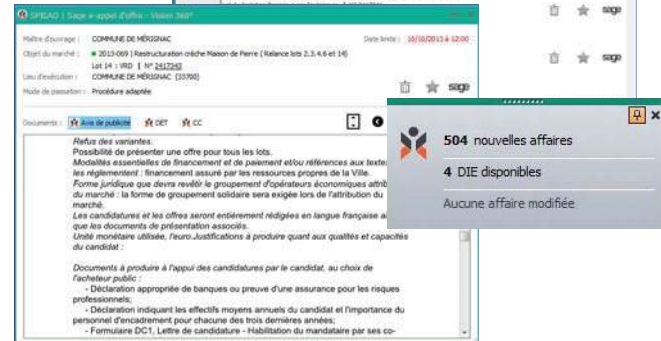 SPIGAO | Sage e-appel d'offre - Vision 360°
Maître d'ouvrage : COMMUNE DE MÉRIGNAC Date limite : 10/10/2013 à 12:00
Objet du marché : 2013-069 | Restructuration crèche Maison de Pierre ( Relance lots 2,3,4,6 et 14)
Lot 14 : VRD | N° 2417243
Lieu d'exécution : COMMUNE DE MÉRIGNAC (33700)
Mode de passation : Procédure adaptée
sage
sage
sage
Documents : Avis de publicité DET CC
Refus des variantes.
Possibilité de présenter une offre pour tous les lots.
Modalités essentielles de financement et de paiement et/ou références aux textes
les réglementent : financement assuré par les ressources propres de la Ville.
Forme juridique que devra revêtir le groupement d'opérateurs économiques attrib
du marché : la forme de groupement solidaire sera exigée lors de l'attribution du
marché.
Les candidatures et les offres seront entièrement rédigées en langue française a
que les documents de présentation associés.
Unité monétaire utilisée, l'euro.Justifications à produire quant aux qualités et capacités
du candidat :
Documents à produire à l'appui des candidatures par le candidat, au choix de
l'acheteur public :
- Déclaration appropriée de banques ou preuve d'une assurance pour les risques
professionnels;
- Déclaration indiquant les effectifs moyens annuels du candidat et l'importance du
personnel d'encadrement pour chacune des trois dernières années;
- Formulaire DC1, Lettre de candidature - Habilitation du mandataire par ses co-
504 nouvelles affaires
4 DIE disponibles
Aucune affaire modifiée